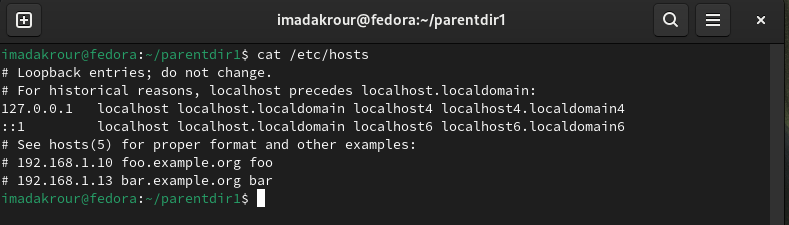 imadakrour@fedora:~/parentdir1
imadakrour@fedora:~/parentdir1$ cat /etc/hosts
# Loopback entries; do not change.
# For historical reasons, localhost precedes localhost.localdomain:
127.0.0.1   localhost localhost.localdomain localhost4 localhost4.localdomain4
::1         localhost localhost.localdomain localhost6 localhost6.localdomain6
# See hosts(5) for proper format and other examples:
# 192.168.1.10 foo.example.org foo
# 192.168.1.13 bar.example.org bar
imadakrour@fedora:~/parentdir1$